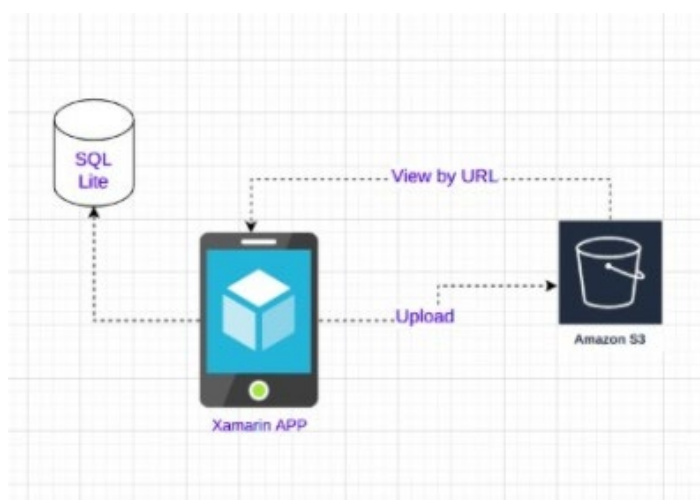 SQL
Lite
View by URL
Upload
Amazon S3
Xamarin APP